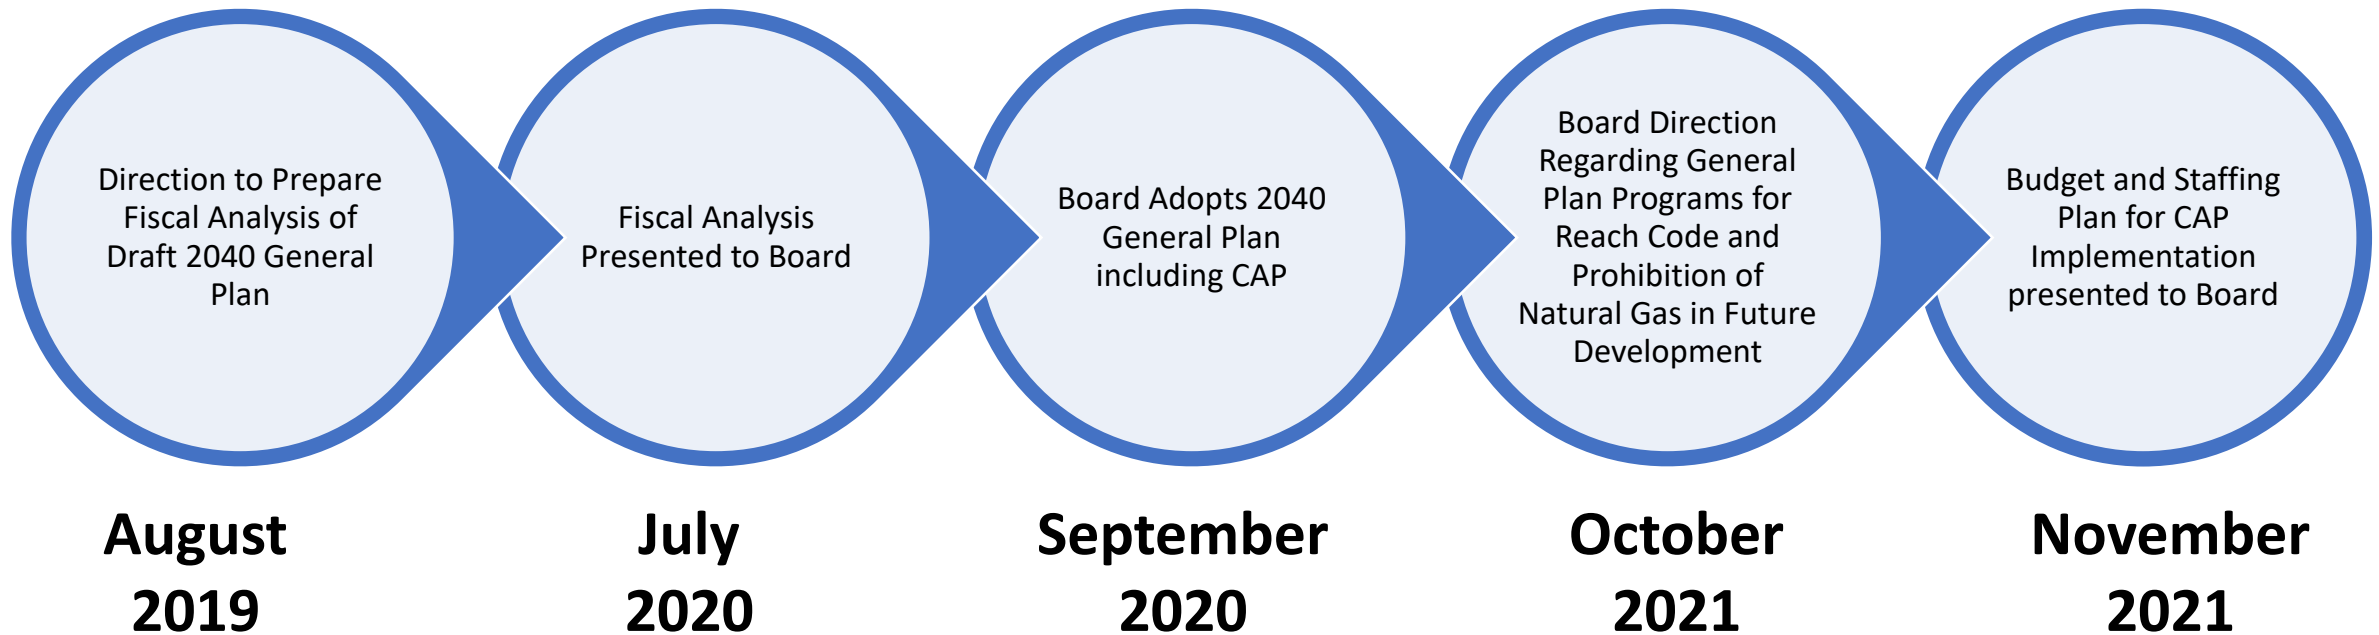 Direction to Prepare
Fiscal Analysis of
Draft 2040 General
Plan
Fiscal Analysis
Presented to Board
Board Adopts 2040
General Plan
including CAP
Board Direction
Regarding General
Plan Programs for
Reach Code and
Prohibition of
Natural Gas in Future
Development
Budget and Staffing
Plan for CAP
Implementation
presented to Board
August
2019
July
2020
September
2020
October
2021
November
2021